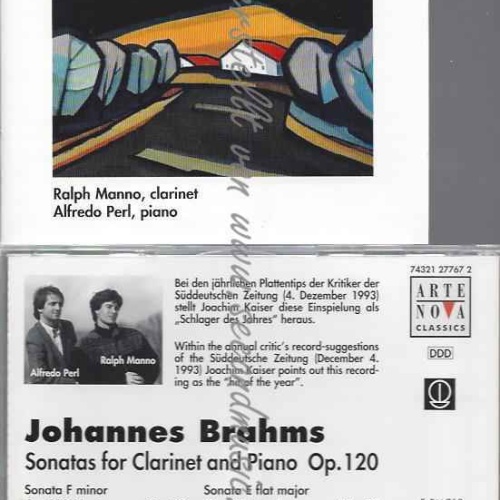 Ralph Manno, clarinet
Alfredo Perl, piano
74321 27767 2
Bei den jährlichen Plattentips der Kritiker der
Süddeutschen Zeitung (4. Dezember 1993)
stellt Joachim Kaiser diese Einspielung als
„Schlager des Jahres" heraus.
ARTE
NOVA
CLASSICS
Within the annual critic's record-suggestions
of the Süddeutsche Zeitung (December 4.
1993) Joachim Kaiser points out this record-
ing as the "hit of the year".
DDD
Ralph Manno
Alfredo Perl
Johannes Brahms
Sonatas for Clarinet and Piano Op. 120
Sonata F minor
Sonata E flat major